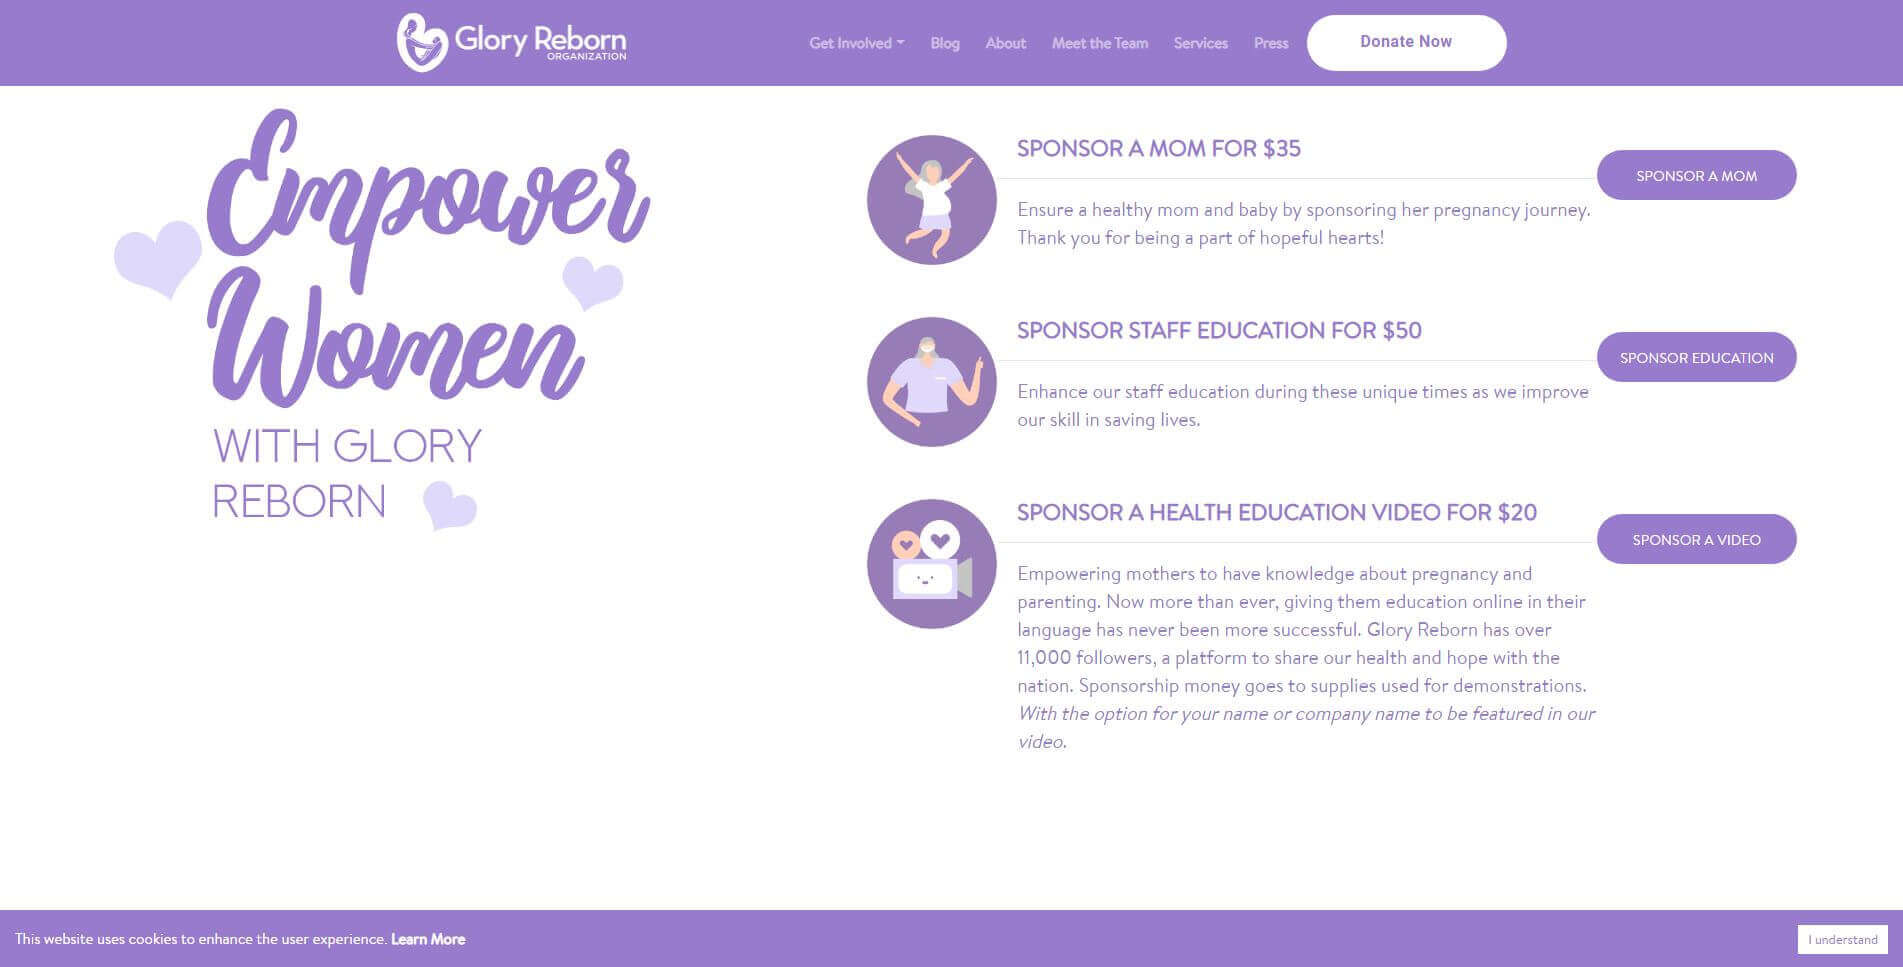 Glory Reborn
ORGANIZATION
Get Involved
Blog
About
Meet the Team
Services
Press
Donate Now
Empower
Women
WITH GLORY
REBORN
SPONSOR A MOM FOR $35
SPONSOR A MOM
Ensure a healthy mom and baby by sponsoring her pregnancy journey.
Thank you for being a part of hopeful hearts!
SPONSOR STAFF EDUCATION FOR $50
SPONSOR EDUCATION
Enhance our staff education during these unique times as we improve
our skill in saving lives.
SPONSOR A HEALTH EDUCATION VIDEO FOR $20
SPONSOR A VIDEO
Empowering mothers to have knowledge about pregnancy and
parenting. Now more than ever, giving them education online in their
language has never been more successful. Glory Reborn has over
11,000 followers, a platform to share our health and hope with the
nation. Sponsorship money goes to supplies used for demonstrations.
With the option for your name or company name to be featured in our
video.
This website uses cookies to enhance the user experience. Learn More
I understand